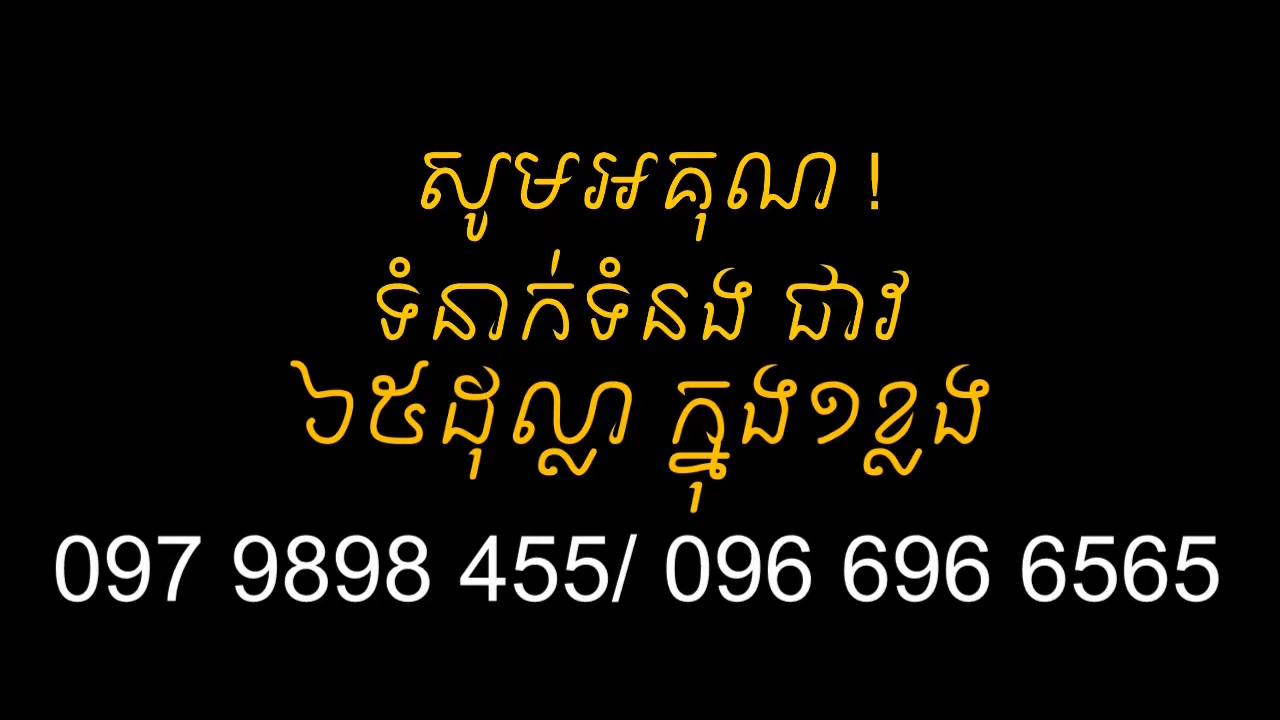 សូមអគុណ !
ទំនាក់ទំនង ជាវ
៦៥ដុល្លា ក្នុង១ខ្លង
097 9898 455/ 096 696 6565